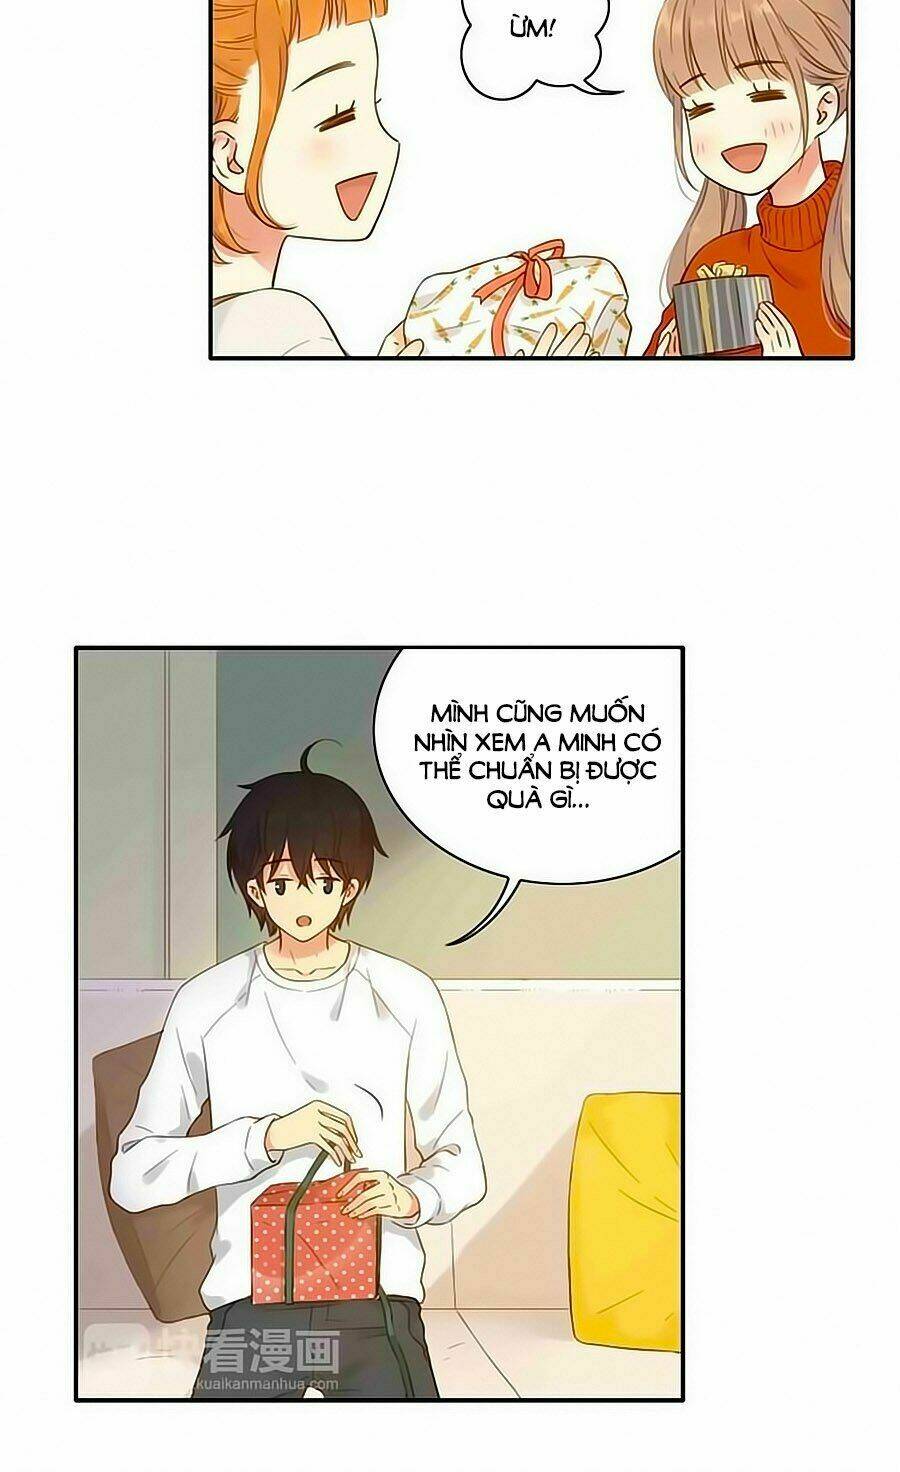 ỪM!
MÌNH CŨNG MUỐN
NHÌN XEM A MINH CÓ
THỂ CHUẨN BỊ ĐƯỢC
QUÀ GÌ...
快看漫画
kuaikanmanhua.com